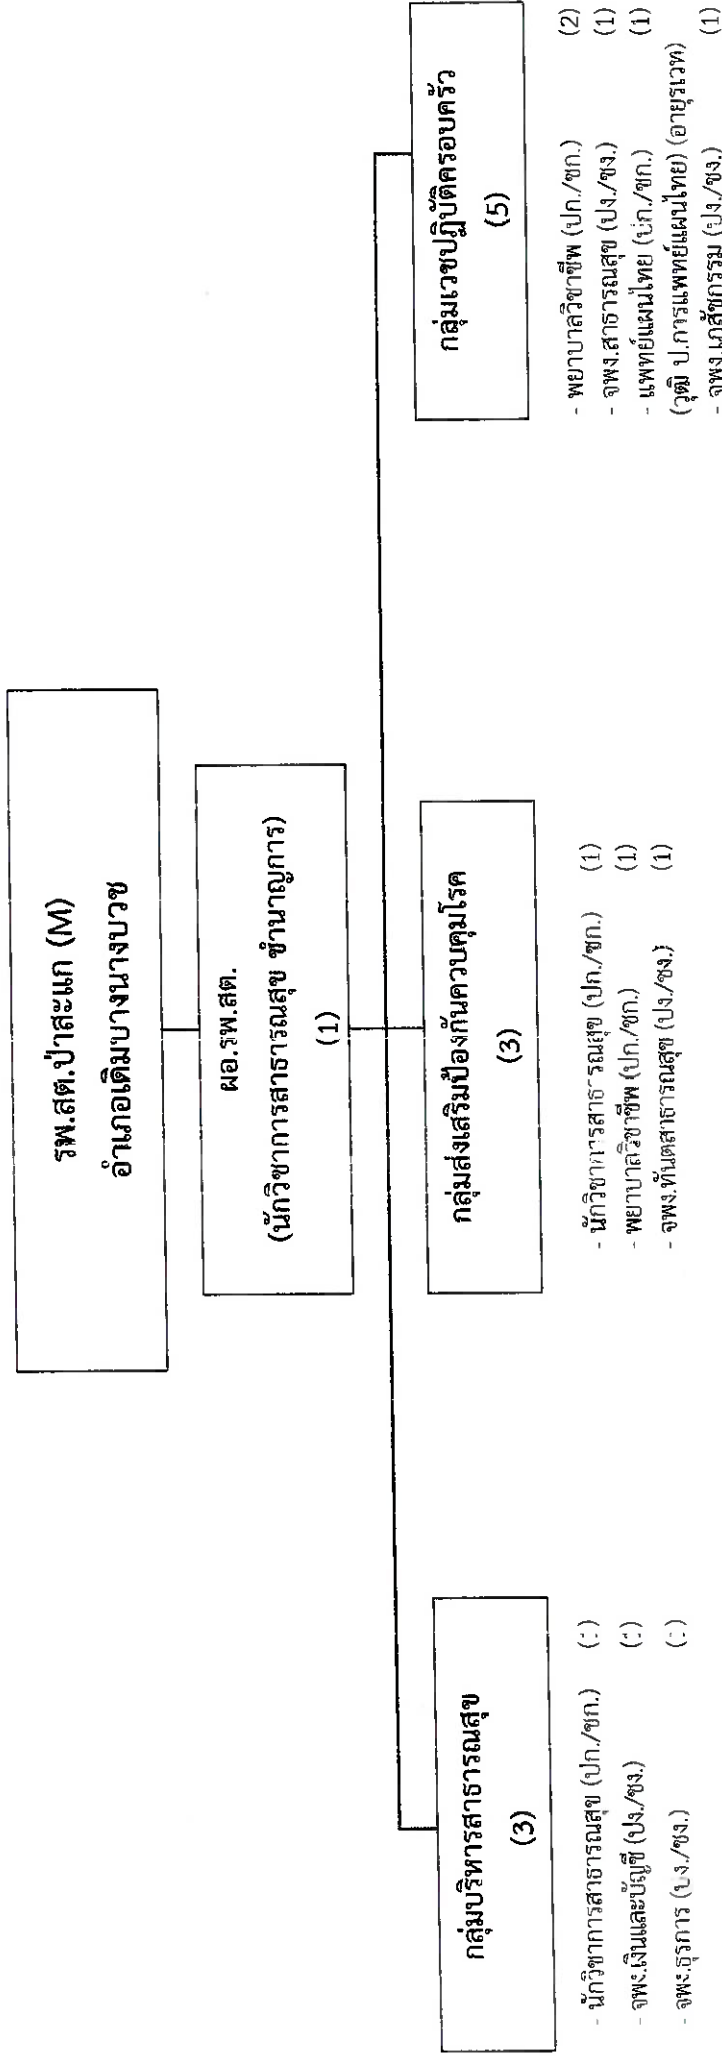 รพ.สต.ป่าสะแก (M)
อำเภอเดิมบางนางบวช
ผอ.รพ.สต.
(นักวิชาการสาธารณสุข ชำนาญการ)
(1)
กลุ่มบริหารสาธารณสุข
(3)
- นักวิชาการสาธารณสุข (ปก./ชก.)
- จพง.เงินและบัญชี (ปง./ชง.)
- จพง.ธุรการ (ปง./ชง.)
กลุ่มส่งเสริมป้องกันควบคุมโรค
(3)
- นักวิชาการสาธารณสุข (ปก./ชก.) (1)
- พยาบาลวิชาชีพ (ปก./ชก.) (1)
- จพง.ทันตสาธารณสุข (ปง./ชง.) (1)
กลุ่มเวชปฏิบัติครอบครัว
(5)
- พยาบาลวิชาชีพ (ปก./ชก.) (2)
- จพง.สาธารณสุข (ปง./ชง.) (1)
- แพทย์แผนไทย (ปก./ชก.) (1)
(วุฒิ ป.การแพทย์แผนไทย) (อายุรเวท)
- จพง.เภสัชกรรม (ปง./ชง.) (1)